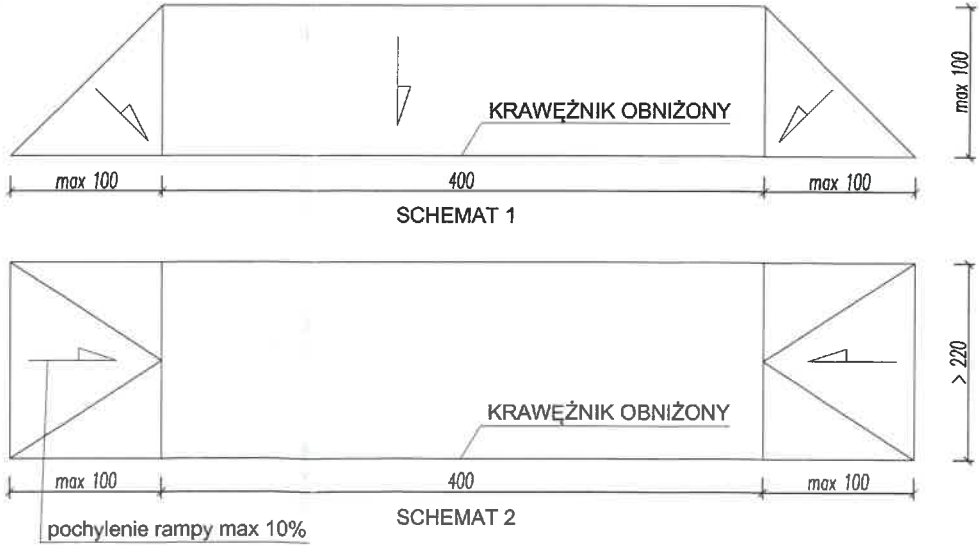 KRAWĘŻNIK OBNIŻONY
max 100
max 100
400
max 100
SCHEMAT 1
KRAWĘŻNIK OBNIŻONY
> 220
max 100
400
max 100
pochylenie rampy max 10%
SCHEMAT 2